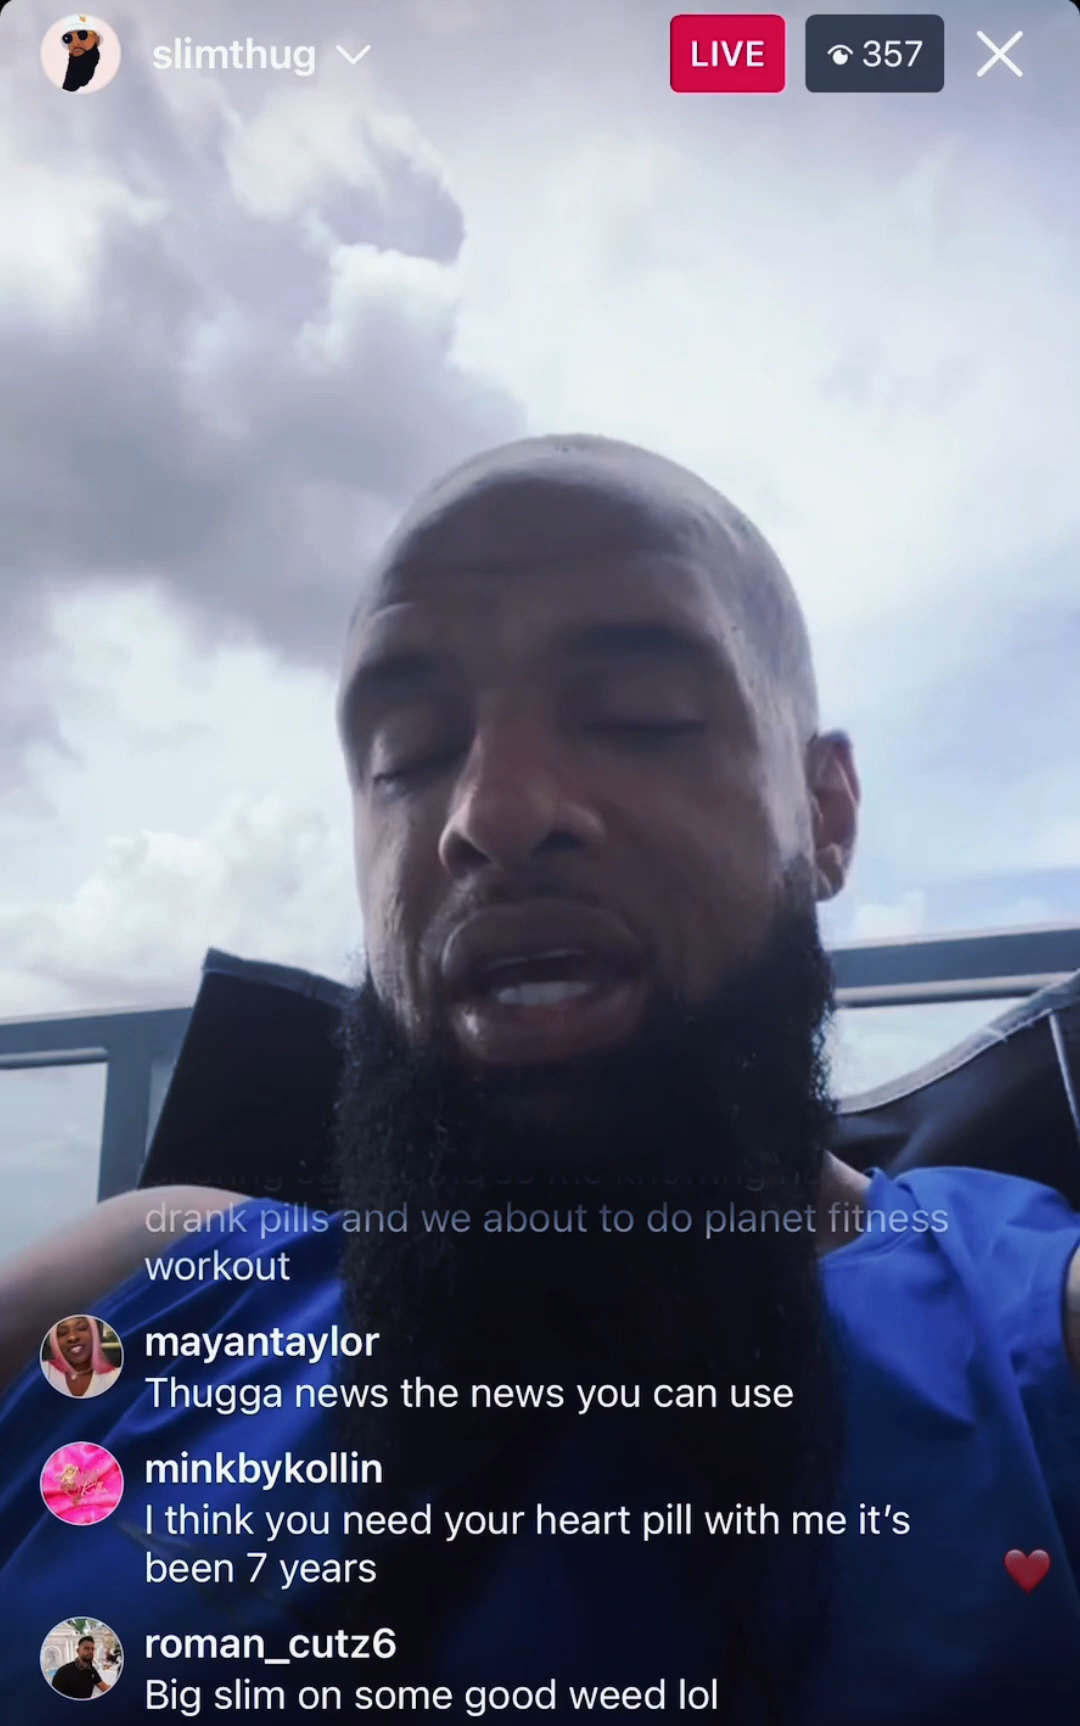 slimthug
LIVE
357
drank pills and we about to do planet fitness
workout
mayantaylor
Thugga news the news you can use
minkbykollin
I think you need your heart pill with me it's
been 7 years
roman_cutz6
Big slim on some good weed lol